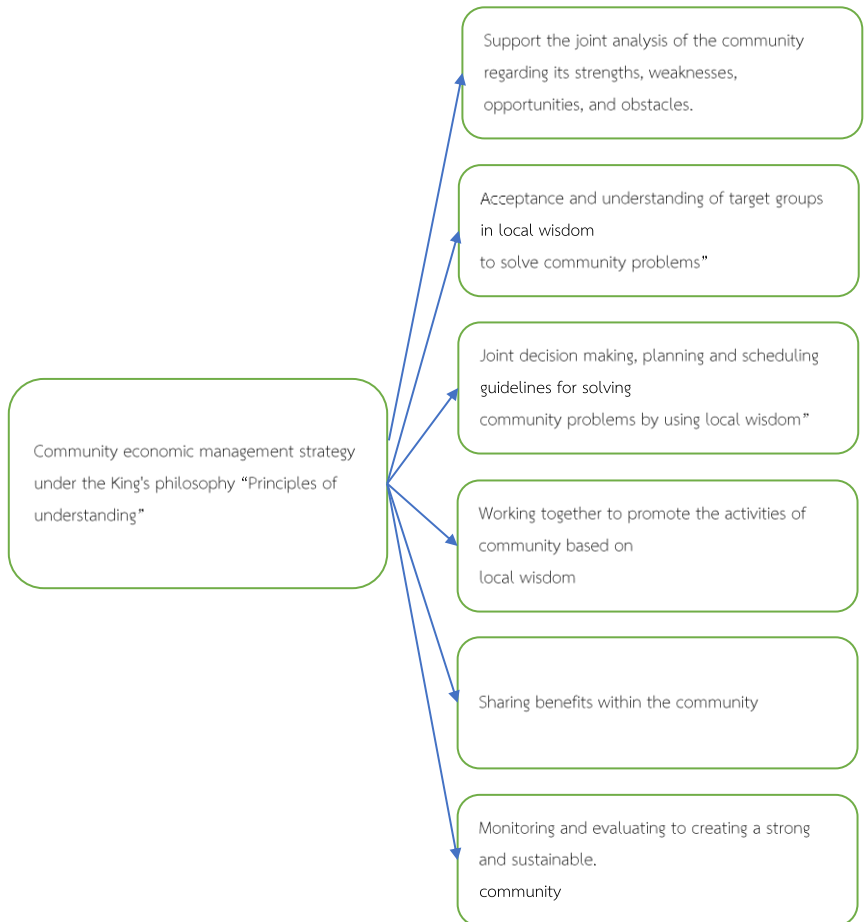 Support the joint analysis of the community
regarding its strengths, weaknesses,
opportunities, and obstacles.
Acceptance and understanding of target groups
in local wisdom
to solve community problems”
Joint decision making, planning and scheduling
guidelines for solving
community problems by using local wisdom”
Community economic management strategy
under the King's philosophy “Principles of
understanding”
Working together to promote the activities of
community based on
local wisdom
Sharing benefits within the community
Monitoring and evaluating to creating a strong
and sustainable.
community